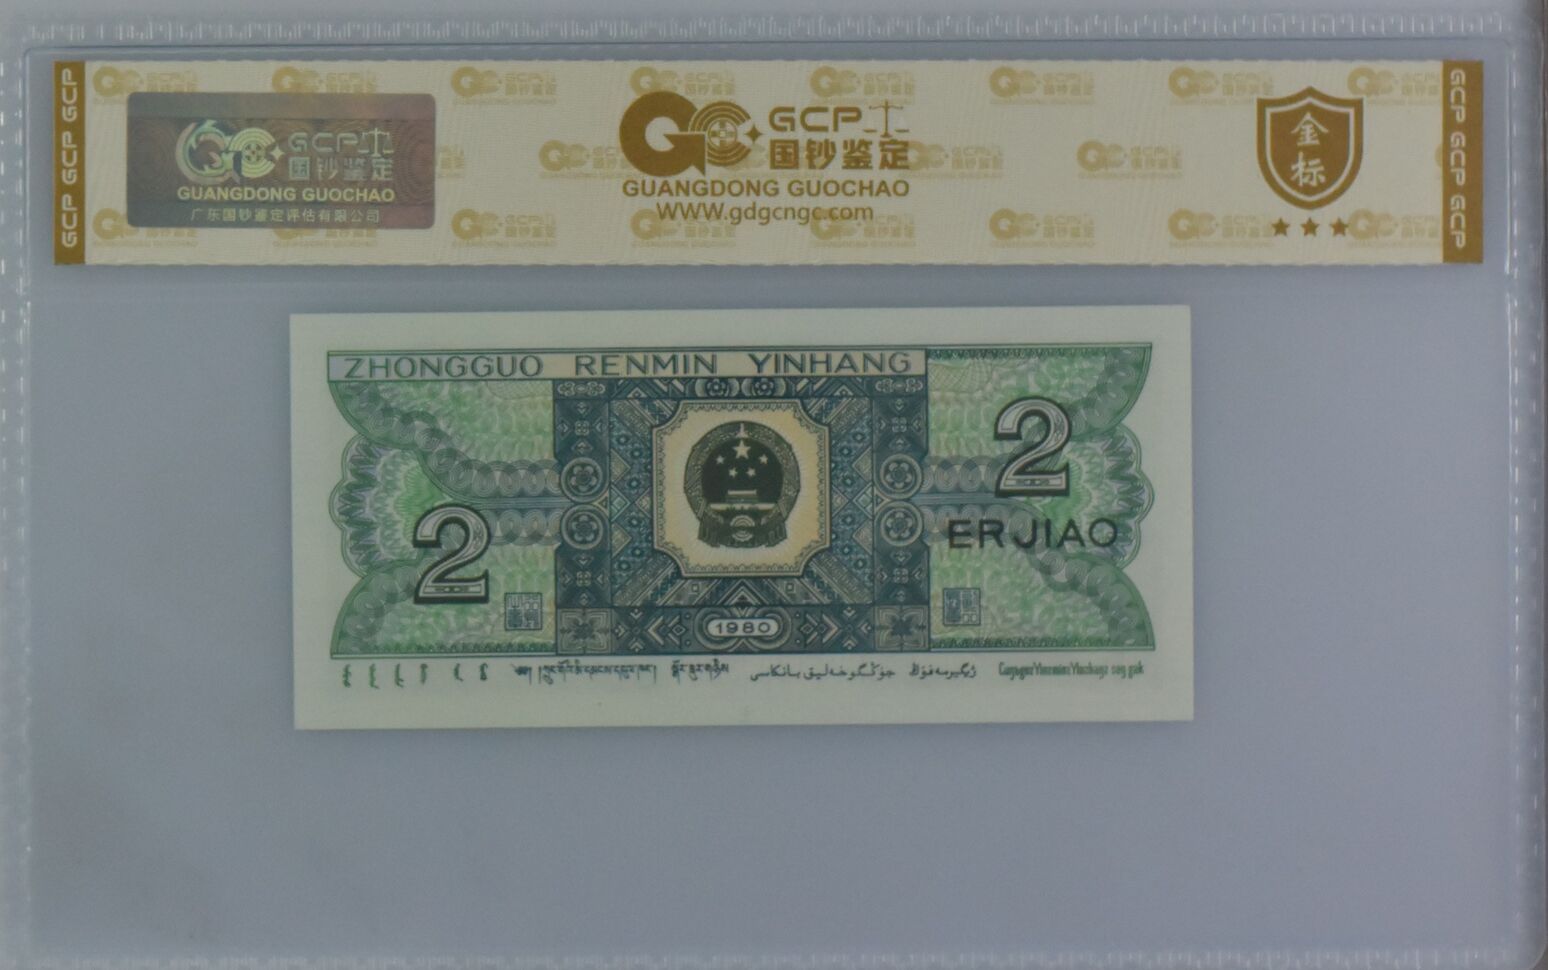 GCP GCP GCP
GCP
国钞鉴定
GUANGDONG GUOCHAO
广东国钞鉴定评估有限公司
GCP
国钞鉴定
GUANGDONG GUOCHAO
WWW.gdgcngc.com
金标
GCP GCP GCP
ZHONGGUO RENMIN YINHANG
2
2
ERJIAO
1980